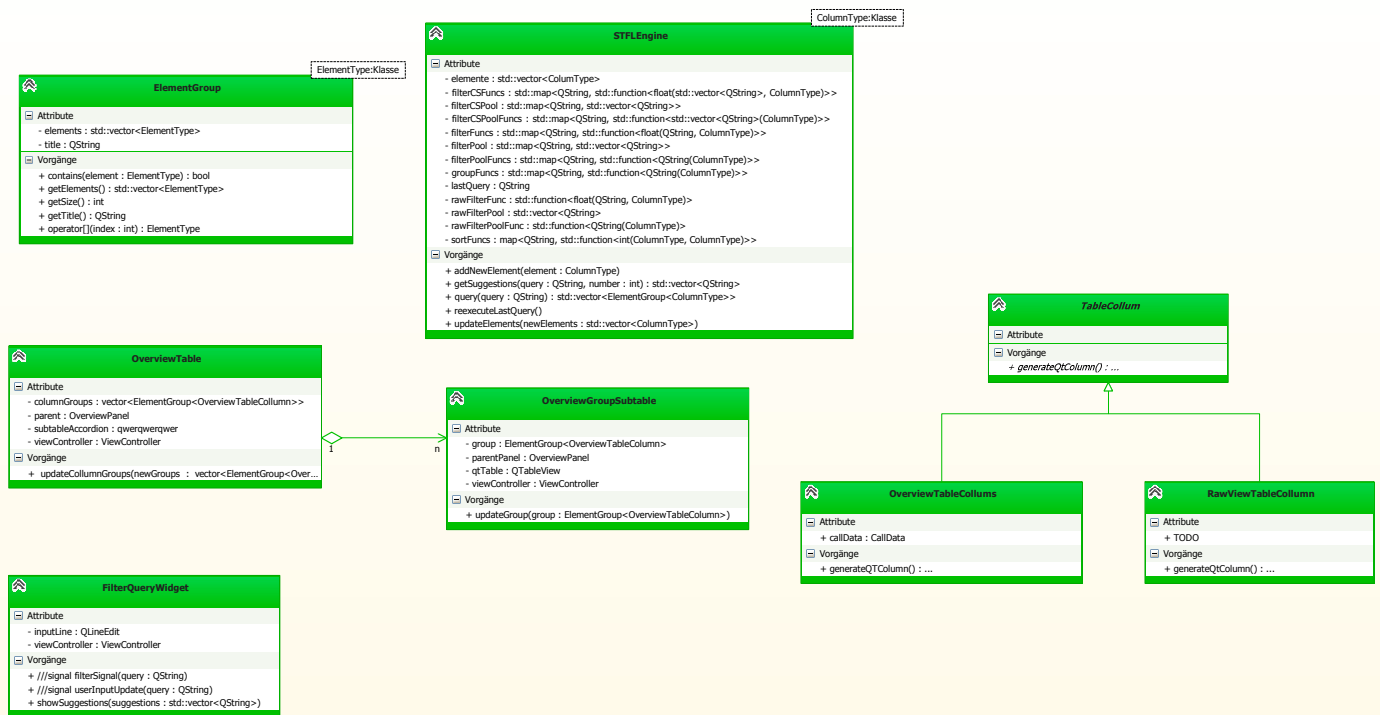 ElementType:Klasse
ElementGroup
Attribute
- elements : std::vector<ElementType>
- title : QString
Vorgänge
+ contains(element : ElementType) : bool
+ getElements() : std::vector<ElementType>
+ getSize() : int
+ getTitle() : QString
+ operator[](index : int) : ElementType
ColumnType:Klasse
STFLEngine
Attribute
- elemente : std::vector<ColumType>
- filterCSFuncs : std::map<QString, std::function<float(std::vector<QString>, ColumnType)>>
- filterCSPool : std::map<QString, std::vector<QString>>
- filterCSPoolFuncs : std::map<QString, std::function<std::vector<QString>(ColumnType)>>
- filterFuncs : std::map<QString, std::function<float(QString, ColumnType)>>
- filterPool : std::map<QString, std::vector<QString>>
- filterPoolFuncs : std::map<QString, std::function<QString(ColumnType)>>
- groupFuncs : std::map<QString, std::function<QString(ColumnType)>>
- lastQuery : QString
- rawFilterFunc : std::function<float(QString, ColumnType)>
- rawFilterPool : std::vector<QString>
- rawFilterPoolFunc : std::function<QString(ColumnType)>
- sortFuncs : map<QString, std::function<int(ColumnType, ColumnType)>>
Vorgänge
+ addNewElement(element : ColumnType)
+ getSuggestions(query : QString, number : int) : std::vector<QString>
+ query(query : QString) : std::vector<ElementGroup<ColumnType>>
+ reexecuteLastQuery()
+ updateElements(newElements : std::vector<ColumnType>)
TableCollum
Attribute
Vorgänge
+ generateQtColumn() : ...
OverviewTable
Attribute
- columnGroups : vector<ElementGroup<OverviewTableCollumn>>
- parent : OverviewPanel
- subtableAccordion : qwerqwerqwer
- viewController : ViewController
Vorgänge
+ updateCollumnGroups(newGroups : vector<ElementGroup<Over...
1
n
OverviewGroupSubtable
Attribute
- group : ElementGroup<OverviewTableColumn>
- parentPanel : OverviewPanel
- qtTable : QTableView
- viewController : ViewController
Vorgänge
+ updateGroup(group : ElementGroup<OverviewTableColumn>)
OverviewTableCollums
Attribute
+ callData : CallData
Vorgänge
+ generateQTColumn() : ...
RawViewTableCollumn
Attribute
+ TODO
Vorgänge
+ generateQtColumn() : ...
FilterQueryWidget
Attribute
- inputLine : QLineEdit
- viewController : ViewController
Vorgänge
+ ///signal filterSignal(query : QString)
+ ///signal userInputUpdate(query : QString)
+ showSuggestions(suggestions : std::vector<QString>)